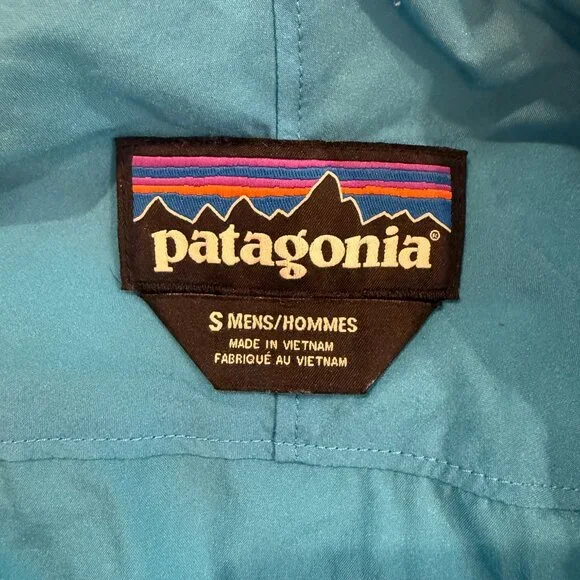 patagonia®
S MENS/HOMMES
MADE IN VIETNAM
FABRIQUÉ AU VIETNAM